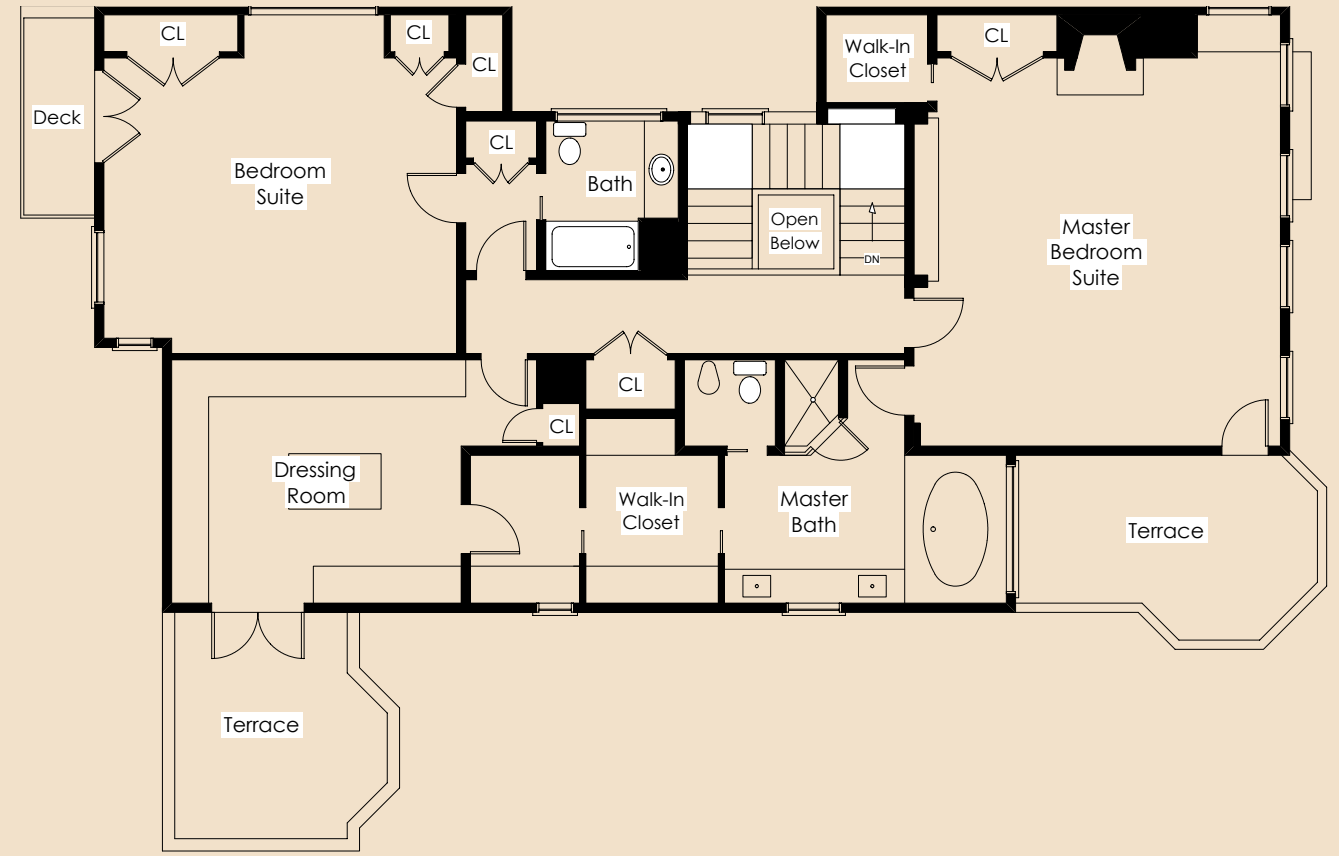 CL
CL
CL
Walk-In
Closet
CL
Deck
Bedroom
Suite
CL
Bath
Open
Below
DN
Master
Bedroom
Suite
CL
CL
Dressing
Room
Walk-In
Closet
Master
Bath
Terrace
Terrace